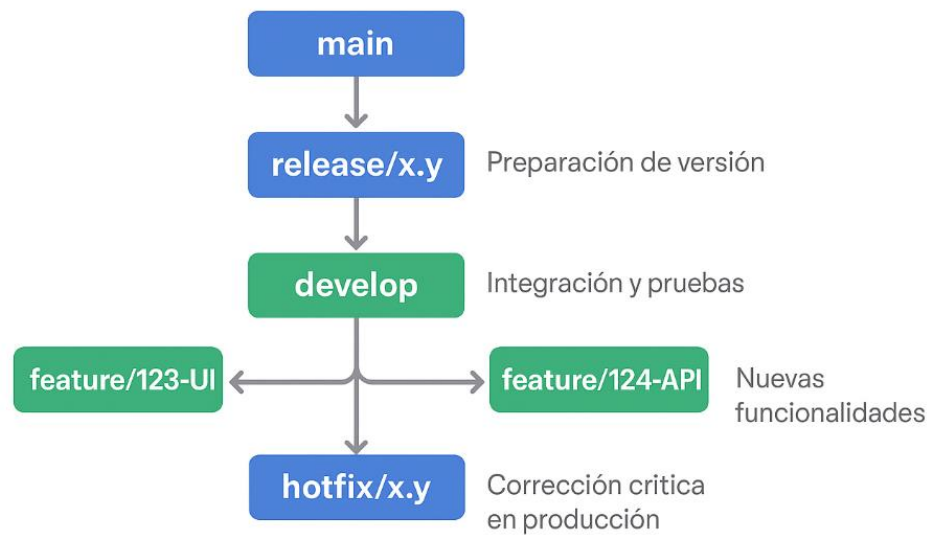 main
release/x.y
Preparación de versión
develop
Integración y pruebas
feature/123-UI
feature/124-API
Nuevas
funcionalidades
hotfix/x.y
Corrección critica
en producción